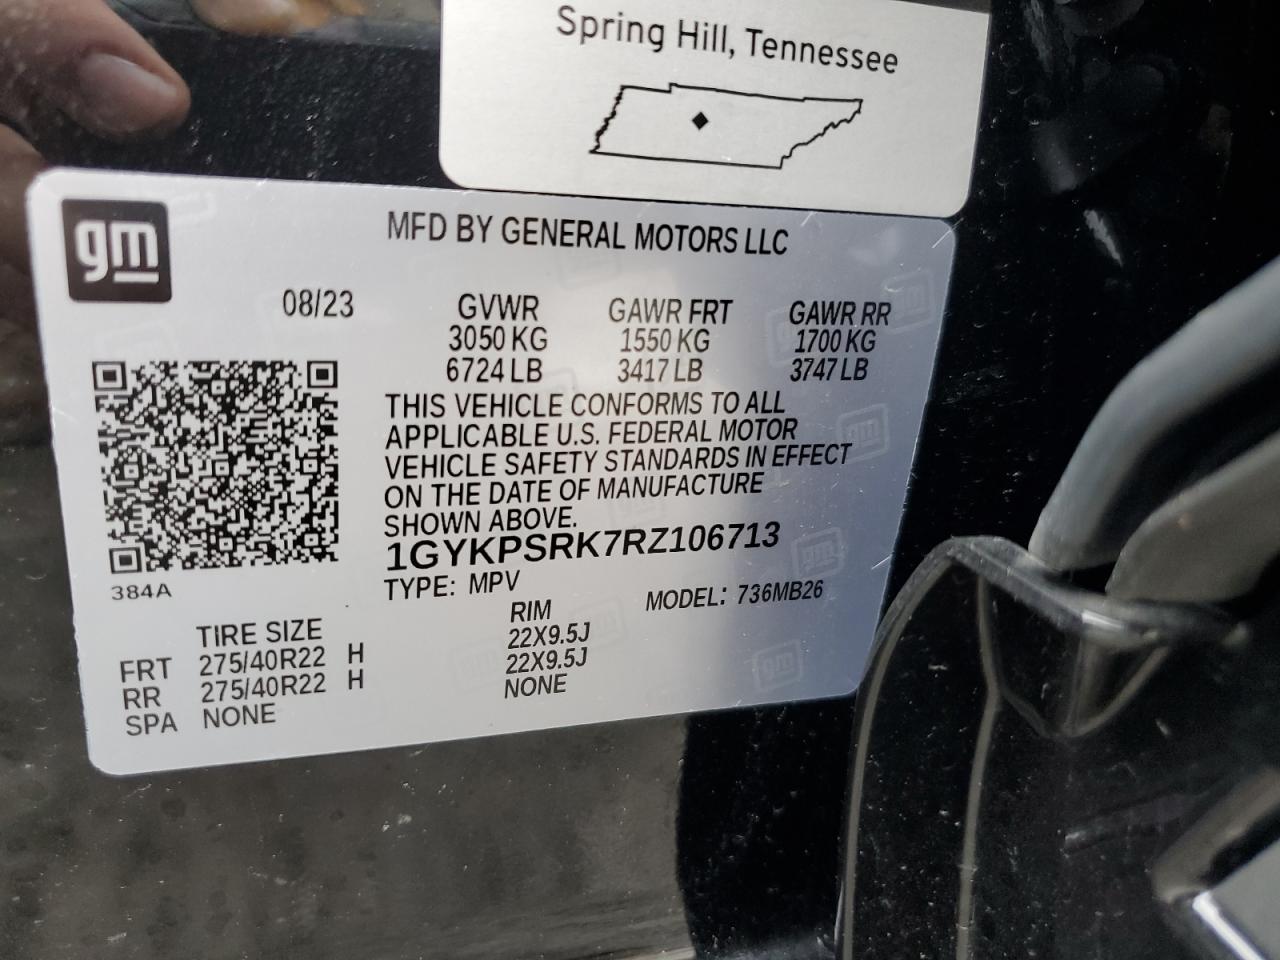 Spring Hill, Tennessee
gm
MFD BY GENERAL MOTORS LLC
08/23 GVWR GAWR FRT GAWR RR
3050 KG 1550 KG 1700 KG
6724 LB 3417 LB 3747 LB
THIS VEHICLE CONFORMS TO ALL
APPLICABLE U.S. FEDERAL MOTOR
VEHICLE SAFETY STANDARDS IN EFFECT
ON THE DATE OF MANUFACTURE
SHOWN ABOVE.
1GYKPSRK7RZ106713
384A
TYPE: MPV MODEL: 736MB26
TIRE SIZE RIM
FRT 275/40R22 H 22X9.5J
RR 275/40R22 H 22X9.5J
SPA NONE NONE